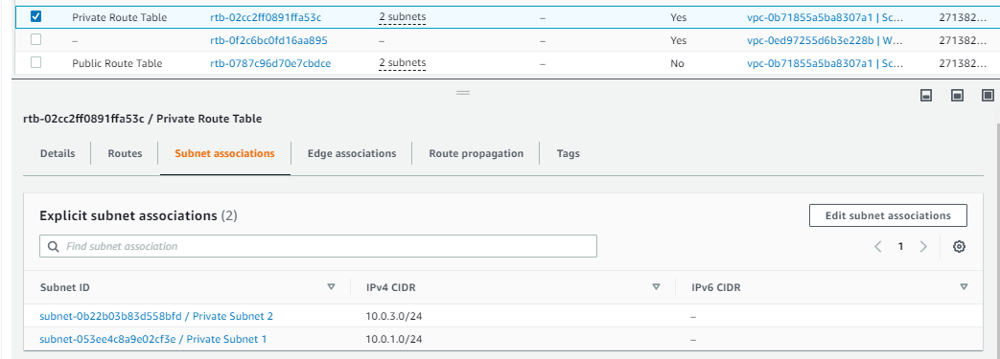 Private Route Table rtb-02cc2ff0891ffa53c 2 subnets – Yes vpc-0b71855a5ba8307a1 | Sc... 271382...
– rtb-0f2c6bc0fd16aa895 – – Yes vpc-0ed97255d6b3e228b | W... 271382...
Public Route Table rtb-0787c96d70e7cbdce 2 subnets – No vpc-0b71855a5ba8307a1 | Sc... 271382...
rtb-02cc2ff0891ffa53c / Private Route Table
Details Routes Subnet associations Edge associations Route propagation Tags
Explicit subnet associations (2) Edit subnet associations
Find subnet association 1
Subnet ID IPv4 CIDR IPv6 CIDR
subnet-0b22b03b83d558bfd / Private Subnet 2 10.0.3.0/24 –
subnet-053ee4c8a9e02cf3e / Private Subnet 1 10.0.1.0/24 –